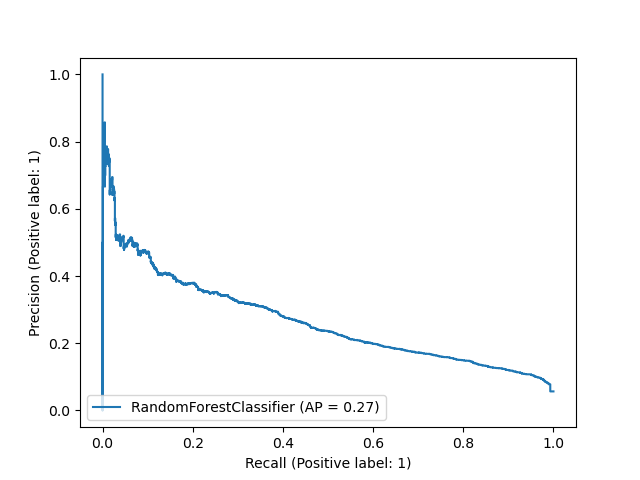 1.0
0.8
0.6
0.4
0.2
0.0
Precision (Positive label: 1)
RandomForestClassifier (AP = 0.27)
0.0 0.2 0.4 0.6 0.8 1.0
Recall (Positive label: 1)